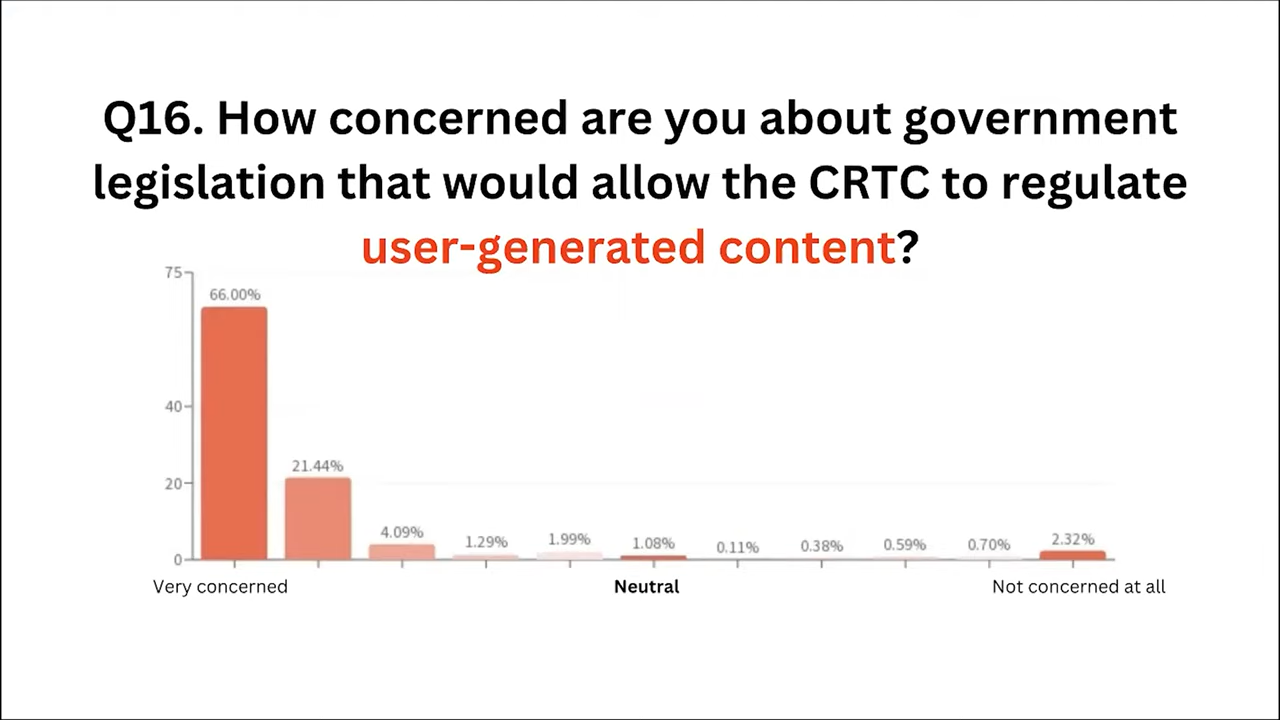 Q16. How concerned are you about government
legislation that would allow the CRTC to regulate
user-generated content?
75
66.00%
40
21.44%
20
4.09%
1.29%
1.99%
1.08%
0.11%
0.38%
0.59%
0.70%
2.32%
0
Very concerned
Neutral
Not concerned at all